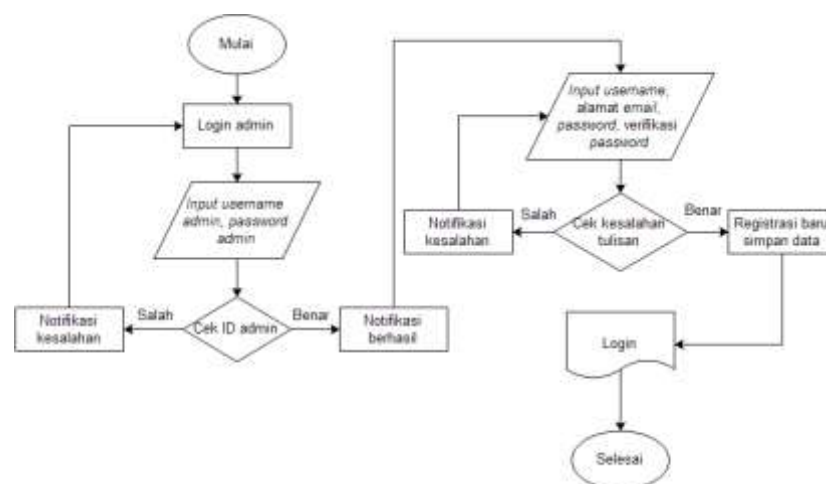 Mulai
Login admin
Input username
admin, password
admin
Cek ID admin
Salah
Notifikasi
kesalahan
Benar
Notifikasi
berhasil
Input username,
alamat email,
password, verifikasi
password
Cek kesalahan
tulisan
Salah
Notifikasi
kesalahan
Benar
Registrasi baru
simpan data
Login
Selesai